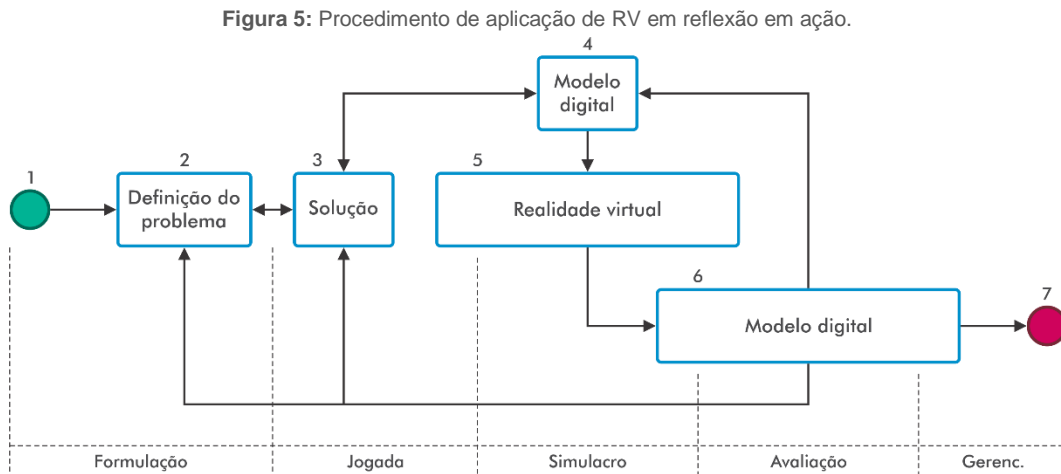 Figura 5: Procedimento de aplicação de RV em reflexão em ação.
4
Modelo
digital
1
2
Definição do
problema
3
Solução
5
Realidade virtual
6
Modelo digital
7
Formulação
Jogada
Simulacro
Avaliação
Gerenc.